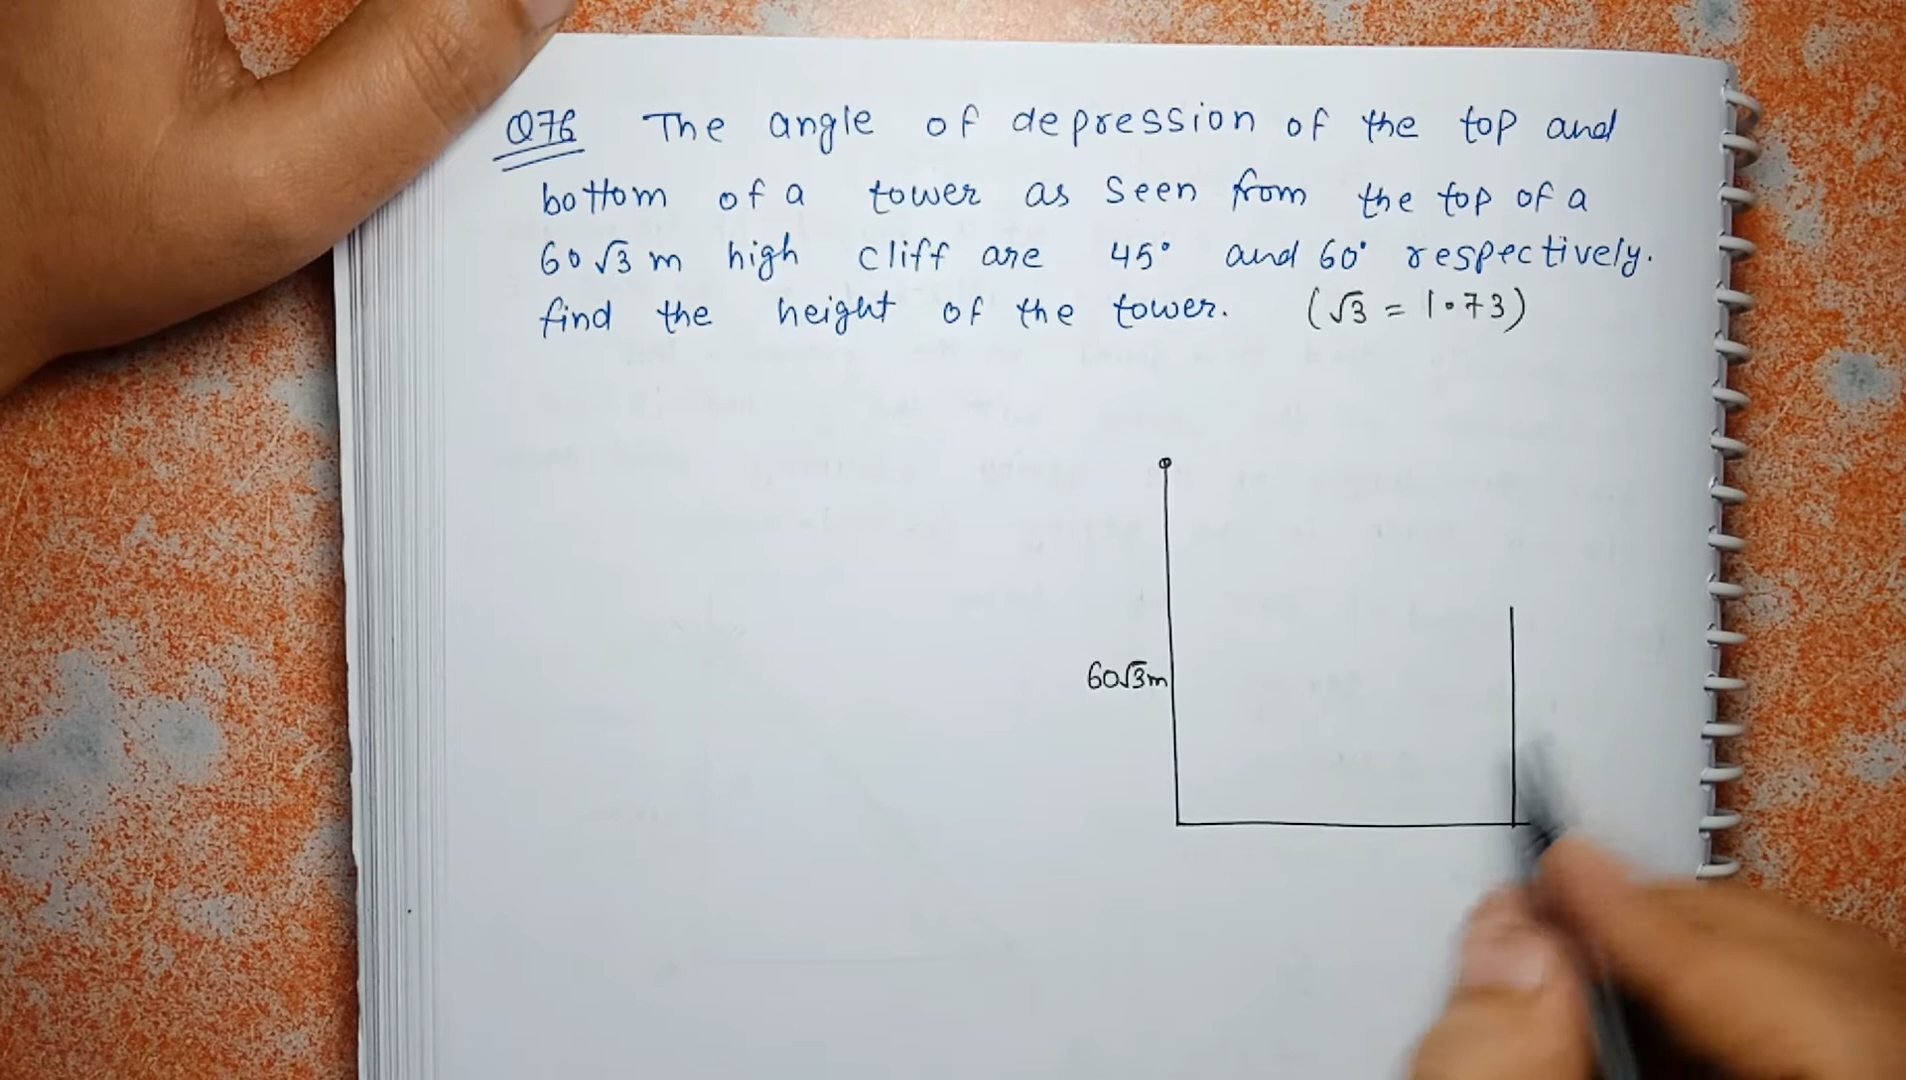 Q76 The angle of depression of the top and
bottom of a tower as seen from the top of a
60√3 m high cliff are 45° and 60° respectively.
find the height of the tower. (√3 = 1.73)
60√3m